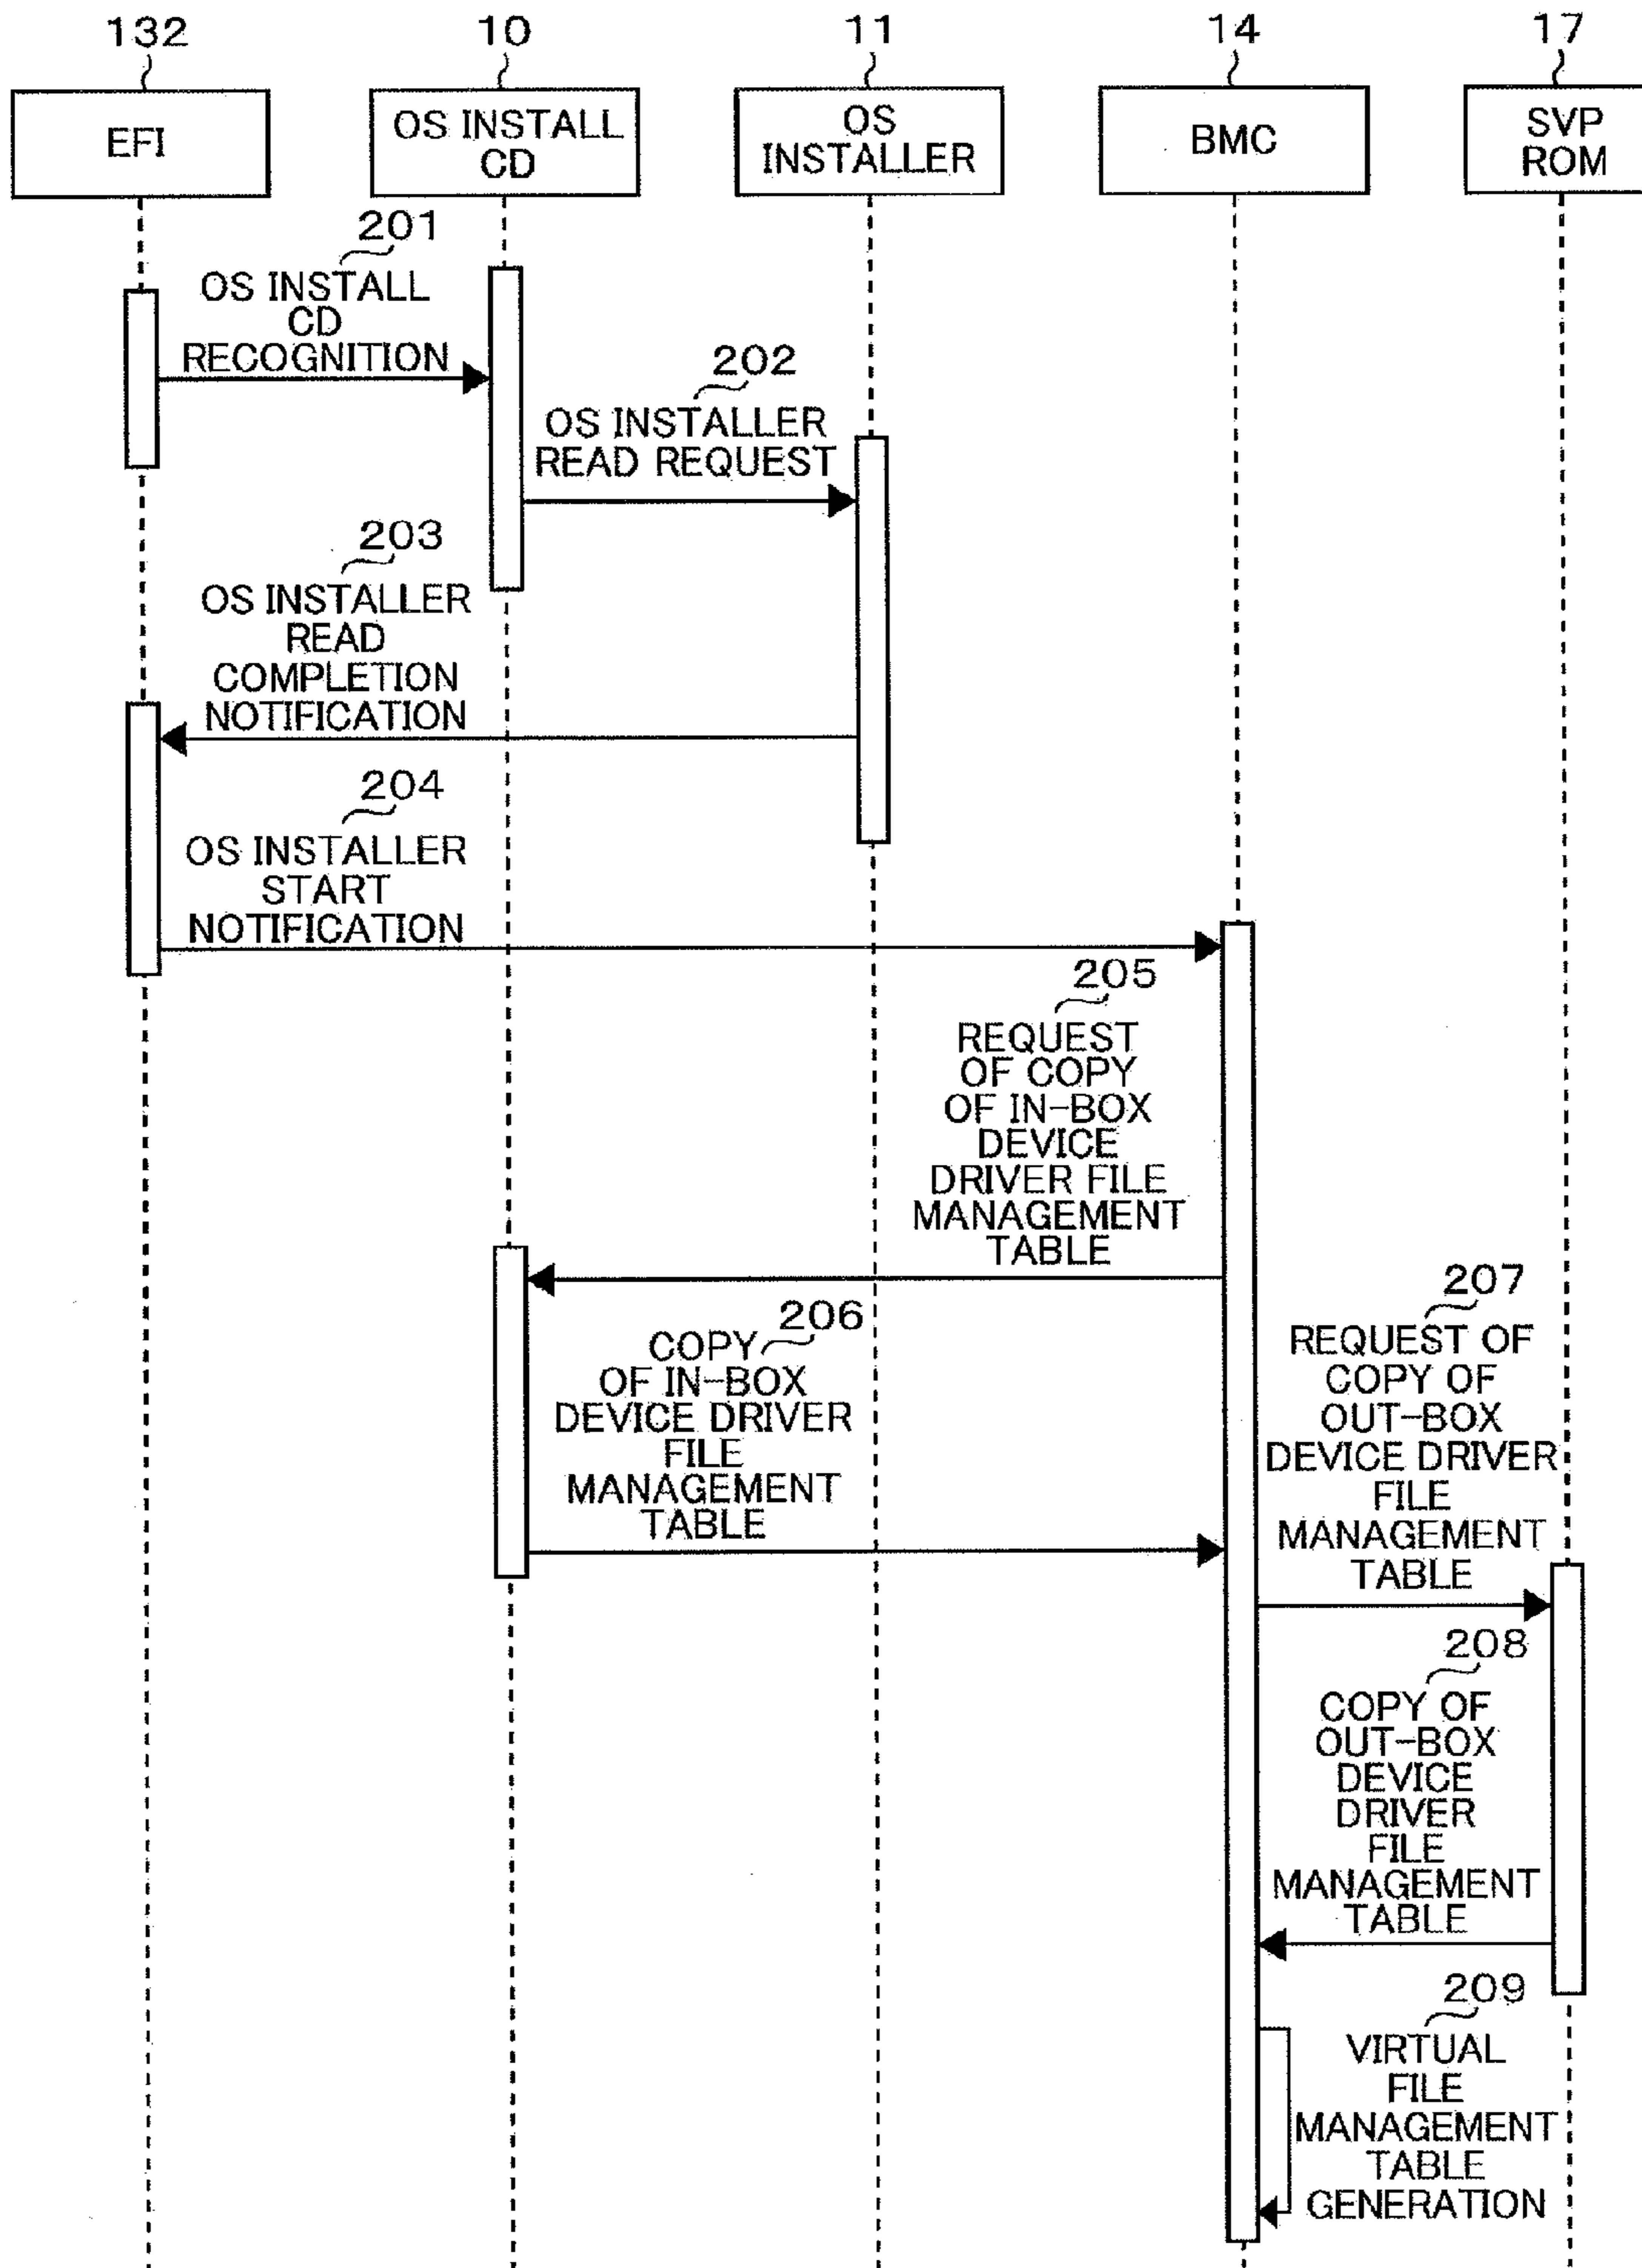 132
10
11
14
17
EFI
OS INSTALL
CD
OS
INSTALLER
BMC
SVP
ROM
201
OS INSTALL
CD
RECOGNITION
202
OS INSTALLER
READ REQUEST
203
OS INSTALLER
READ
COMPLETION
NOTIFICATION
204
OS INSTALLER
START
NOTIFICATION
205
REQUEST
OF COPY
OF IN-BOX
DEVICE
DRIVER FILE
MANAGEMENT
TABLE
206
COPY
OF IN-BOX
DEVICE DRIVER
FILE
MANAGEMENT
TABLE
207
REQUEST OF
COPY OF
OUT-BOX
DEVICE DRIVER
FILE
MANAGEMENT
TABLE
208
COPY OF
OUT-BOX
DEVICE
DRIVER
FILE
MANAGEMENT
TABLE
209
VIRTUAL
FILE
MANAGEMENT
TABLE
GENERATION